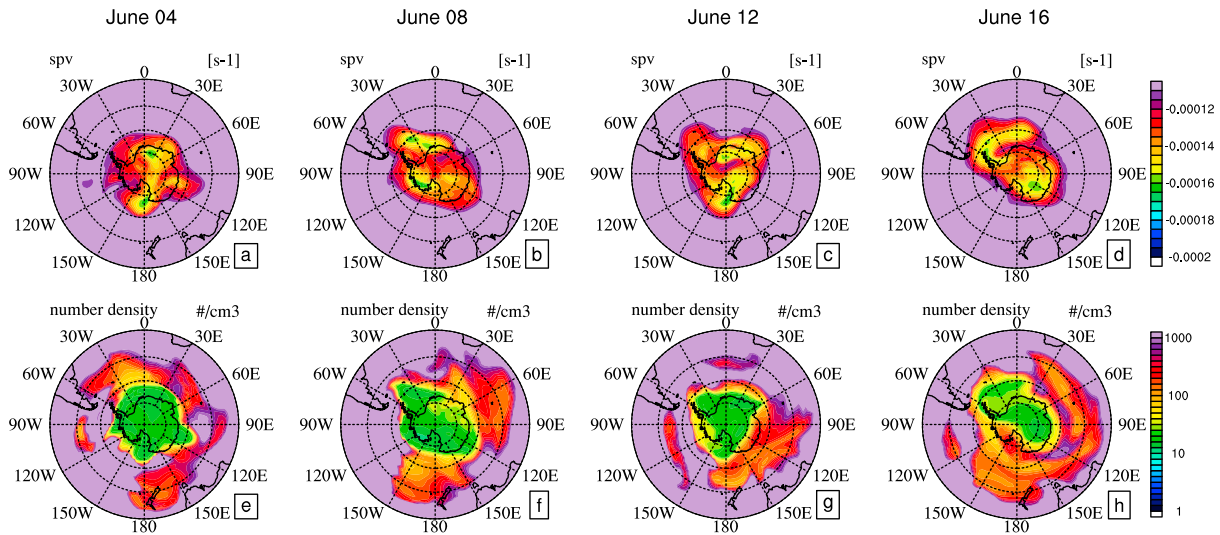 June 04 June 08 June 12 June 16
spv [s-1] spv [s-1] spv [s-1] spv [s-1]
0 0 0 0
30W 30E 30W 30E 30W 30E 30W 30E
60W 60E 60W 60E 60W 60E 60W 60E
90W 90E 90W 90E 90W 90E 90W 90E
120W 120E 120W 120E 120W 120E 120W 120E
150W 150E 150W 150E 150W 150E 150W 150E
180 180 180 180
a b c d
-0.00012
-0.00014
-0.00016
-0.00018
-0.0002
number density #/cm3 number density #/cm3 number density #/cm3 number density #/cm3
0 0 0 0
30W 30E 30W 30E 30W 30E 30W 30E
60W 60E 60W 60E 60W 60E 60W 60E
90W 90E 90W 90E 90W 90E 90W 90E
120W 120E 120W 120E 120W 120E 120W 120E
150W 150E 150W 150E 150W 150E 150W 150E
180 180 180 180
e f g h
1000
100
10
1